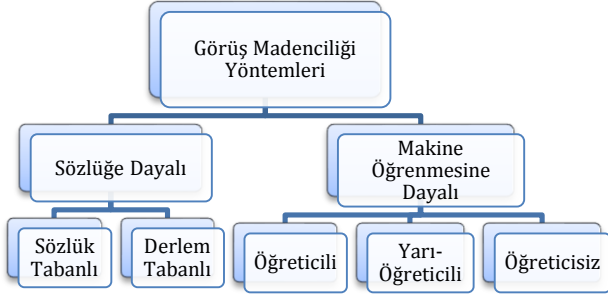 Görüş Madenciliği
Yöntemleri
Sözlüğe Dayalı
Makine
Öğrenmesine
Dayalı
Sözlük
Tabanlı
Derlem
Tabanlı
Öğreticili
Yarı-
Öğreticili
Öğreticisiz